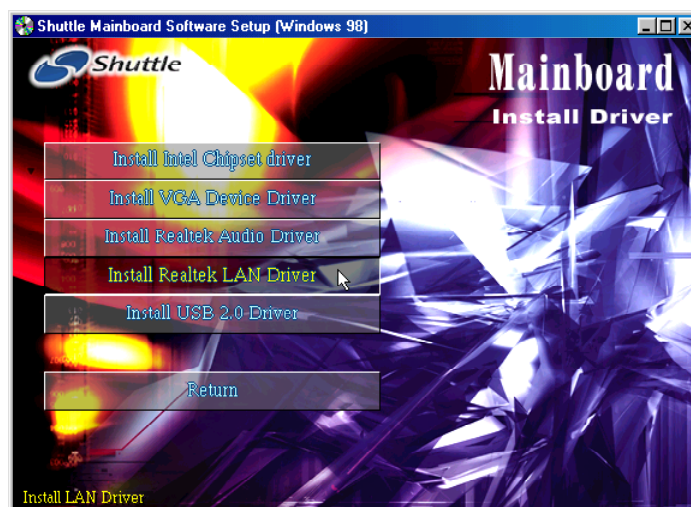 Shuttle Mainboard Software Setup (Windows 98)
Shuttle
Mainboard
Install Driver
Install Intel Chipset driver
Install VGA Device Driver
Install Realtek Audio Driver
Install Realtek LAN Driver
Install USB 2.0 Driver
Return
Install LAN Driver